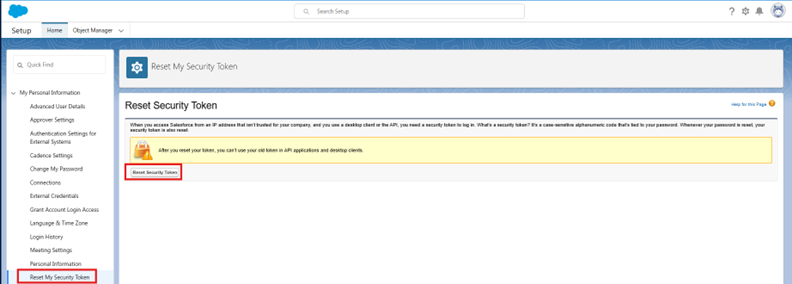 Search Setup
Setup
Home
Object Manager
Quick Find
My Personal Information
Advanced User Details
Approver Settings
Authentication Settings for
External Systems
Cadence Settings
Change My Password
Connections
External Credentials
Grant Account Login Access
Language & Time Zone
Login History
Meeting Settings
Personal Information
Reset My Security Token
Reset My Security Token
Reset Security Token
Help for this Page
When you access Salesforce from an IP address that isn't trusted for your company, and you use a desktop client or the API, you need a security token to log in. What's a security token? It's a case-sensitive alphanumeric code that's tied to your password. Whenever your password is reset, your
security token is also reset.
After you reset your token, you can't use your old token in API applications and desktop clients.
Reset Security Token